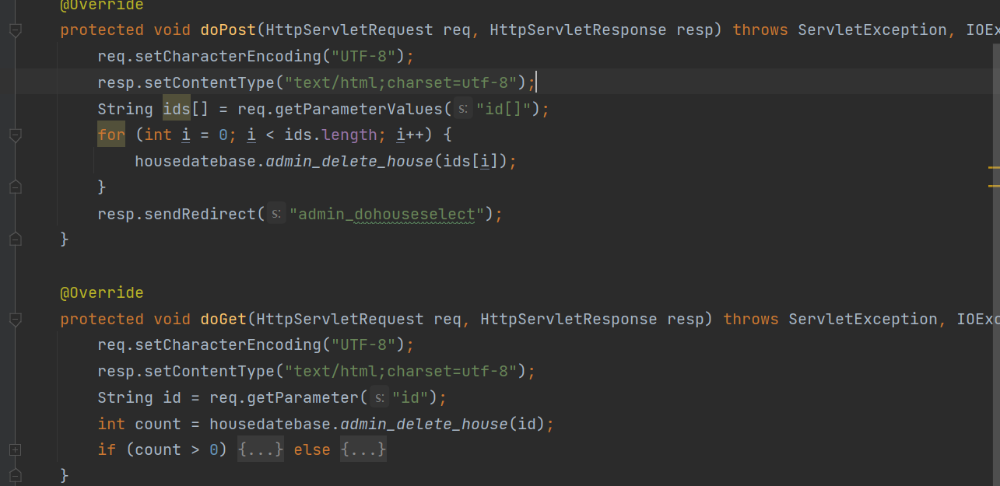 @Override
protected void doPost(HttpServletRequest req, HttpServletResponse resp) throws ServletException, IOEx
req.setCharacterEncoding("UTF-8");
resp.setContentType("text/html;charset=utf-8");
String ids[] = req.getParameterValues( s: "id[]");
for (int i = 0; i < ids.length; i++) {
housedatebase.admin_delete_house(ids[i]);
}
resp.sendRedirect( s: "admin_dohouseselect");
}
@Override
protected void doGet(HttpServletRequest req, HttpServletResponse resp) throws ServletException, IOExc
req.setCharacterEncoding("UTF-8");
resp.setContentType("text/html;charset=utf-8");
String id = req.getParameter( s: "id");
int count = housedatebase.admin_delete_house(id);
if (count > 0) {...} else {...}
}